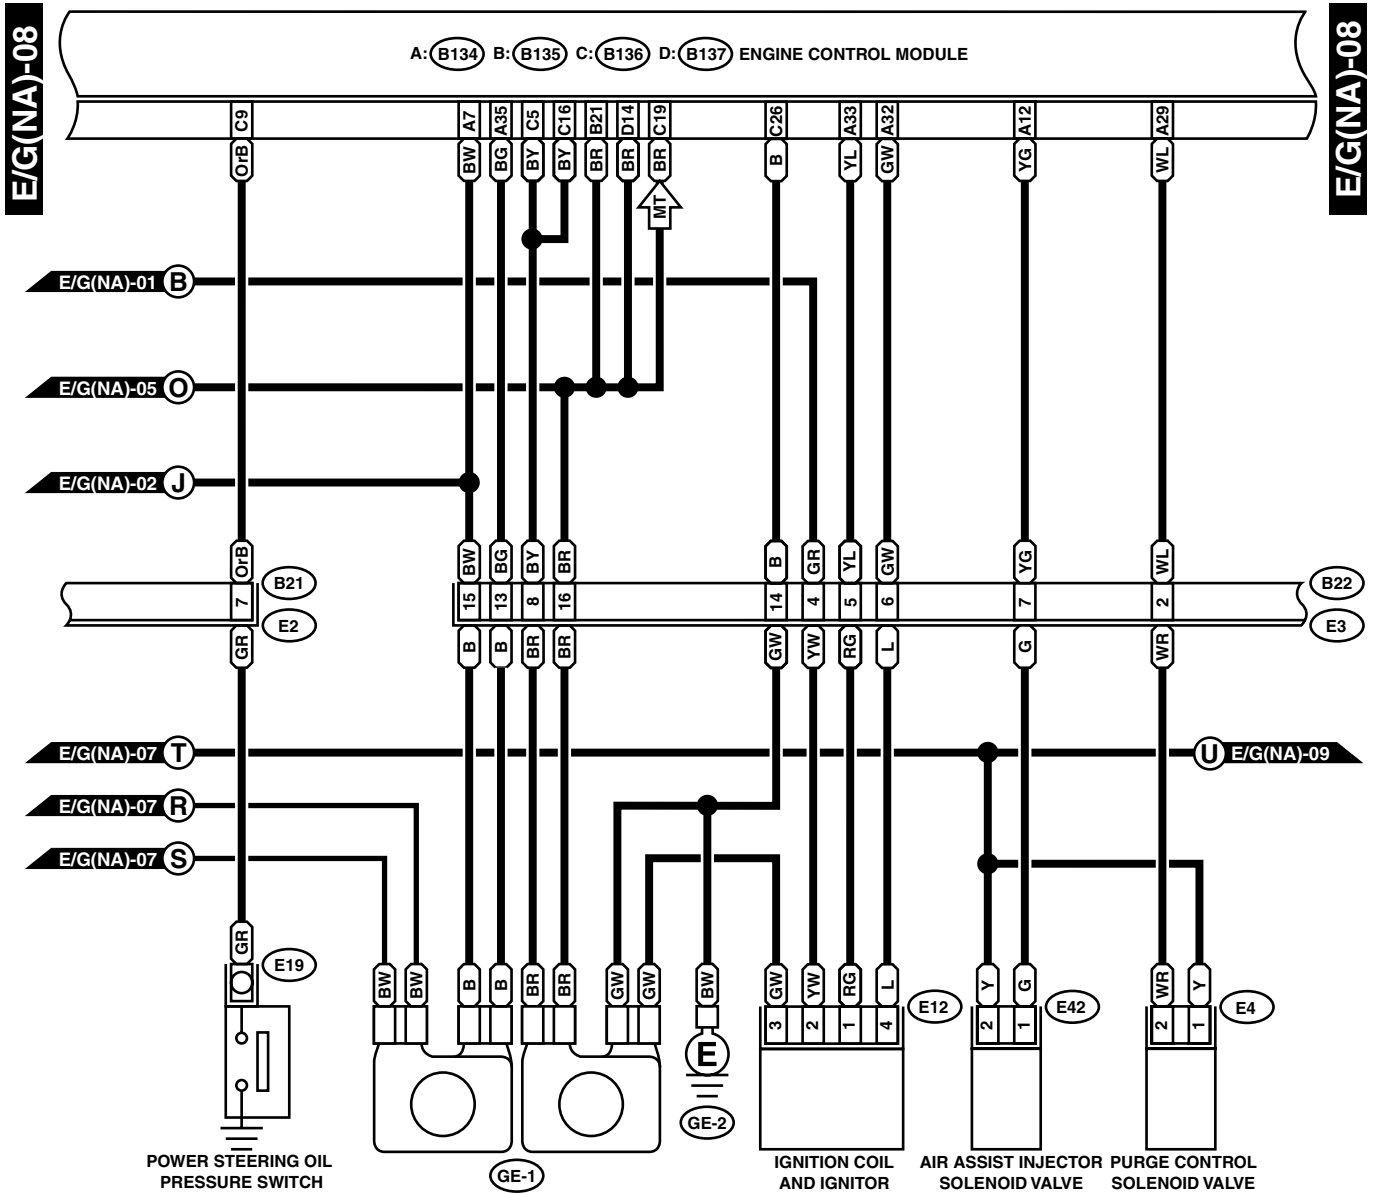 E/G(NA)-08
E/G(NA)-08
A: B134 B: B135 C: B136 D: B137 ENGINE CONTROL MODULE
C9 A7 A35 C5 C16 B21 D14 C19 C26 A33 A32 A12 A29
OrB BW BG BY BY BR BR BR B YL GW YG WL
MT
E/G(NA)-01 B
E/G(NA)-05 O
E/G(NA)-02 J
OrB BW BG BY BR B GR YL GW YG WL
B21 B22
7 15 13 8 16 14 4 5 6 7 2
E2 E3
GR B B BR BR GW YW RG L G WR
E/G(NA)-07 T U E/G(NA)-09
E/G(NA)-07 R
E/G(NA)-07 S
GR
E19
BW BW B B BR BR GW GW BW GW YW RG L Y G WR Y
3 2 1 4 E12 2 1 E42 2 1 E4
E
GE-2
POWER STEERING OIL
PRESSURE SWITCH
GE-1
IGNITION COIL
AND IGNITOR
AIR ASSIST INJECTOR
SOLENOID VALVE
PURGE CONTROL
SOLENOID VALVE